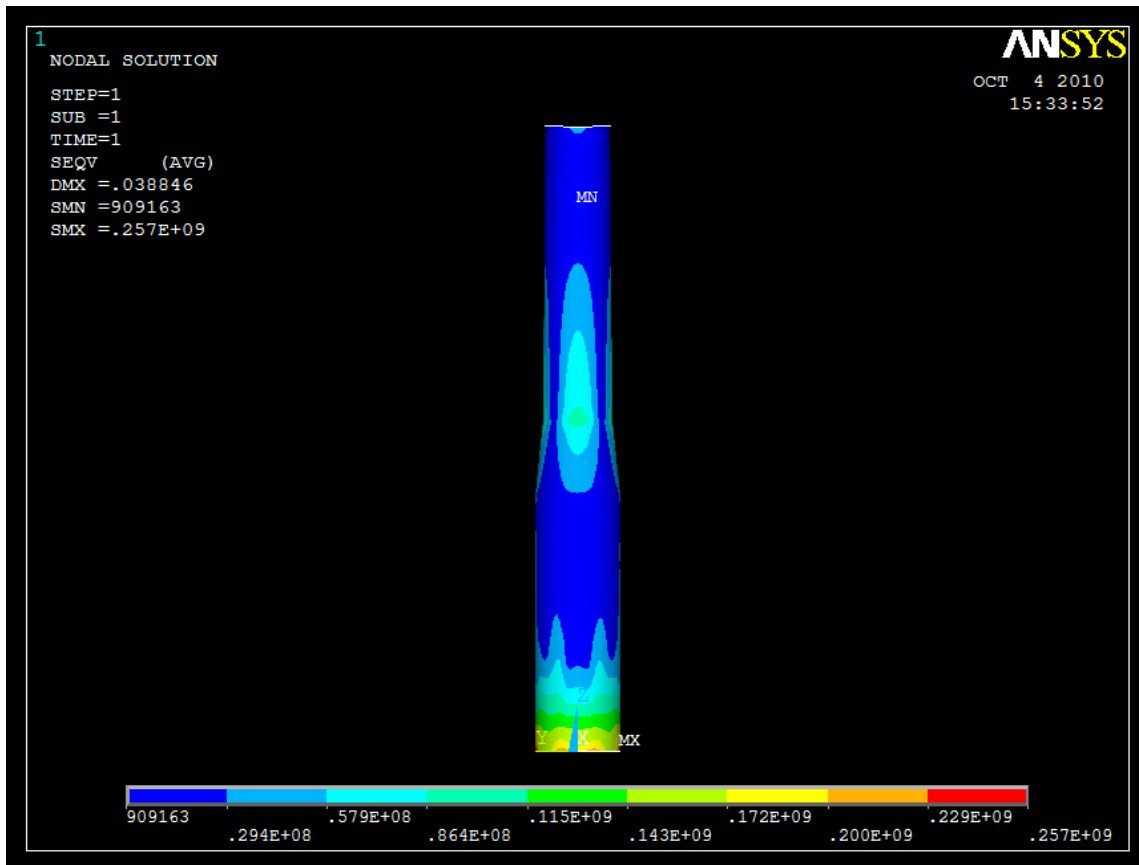 1
NODAL SOLUTION
STEP=1
SUB =1
TIME=1
SEQV (AVG)
DMX =.038846
SMN =909163
SMX =.257E+09
ANSYS
OCT 4 2010
15:33:52
MN
Z
Y X MX
909163 .579E+08 .115E+09 .172E+09 .229E+09
.294E+08 .864E+08 .143E+09 .200E+09 .257E+09